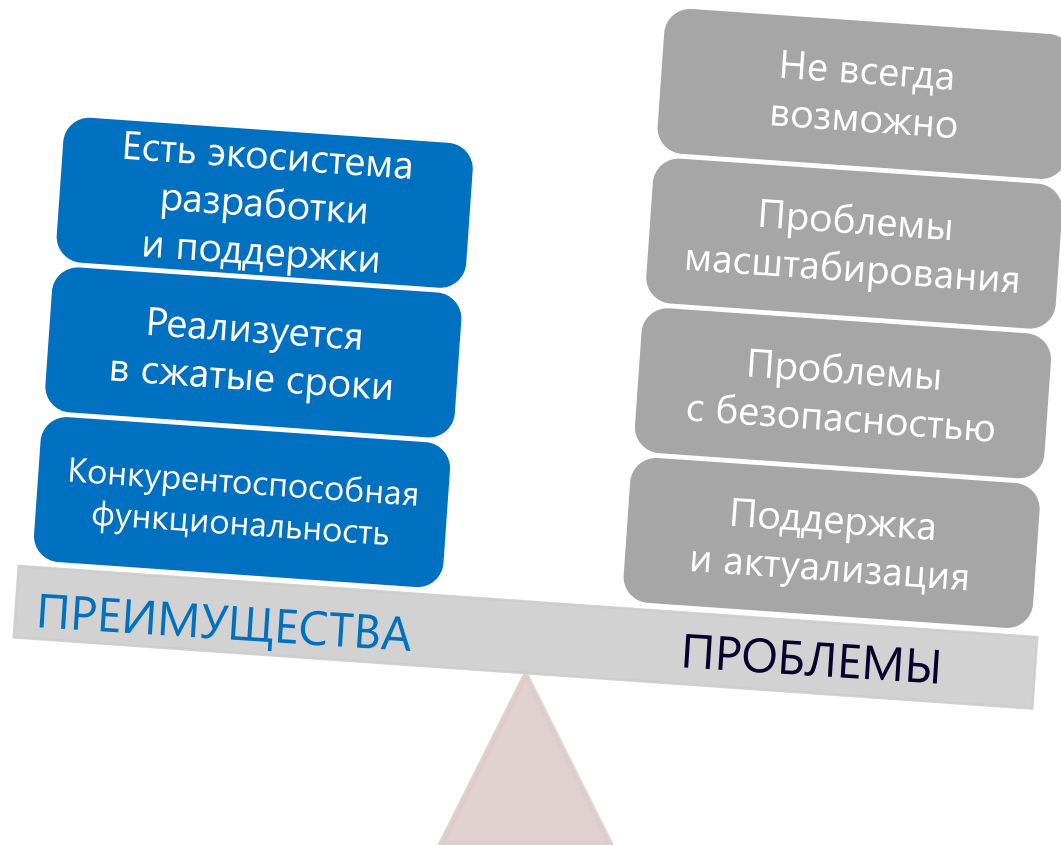 Есть экосистема
разработки
и поддержки
Реализуется
в сжатые сроки
Конкурентоспособная
функциональность
ПРЕИМУЩЕСТВА
Не всегда
возможно
Проблемы
масштабирования
Проблемы
с безопасностью
Поддержка
и актуализация
ПРОБЛЕМЫ